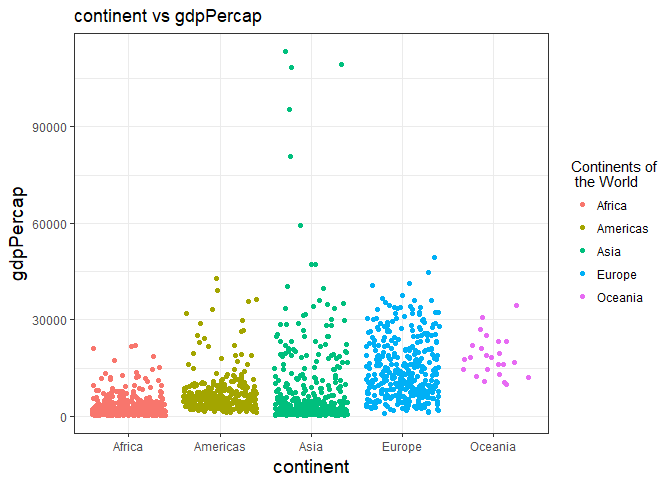 continent vs gdpPercap
gdpPercap
90000
60000
30000
0
Africa
Americas
Asia
Europe
Oceania
continent
Continents of
the World
Africa
Americas
Asia
Europe
Oceania